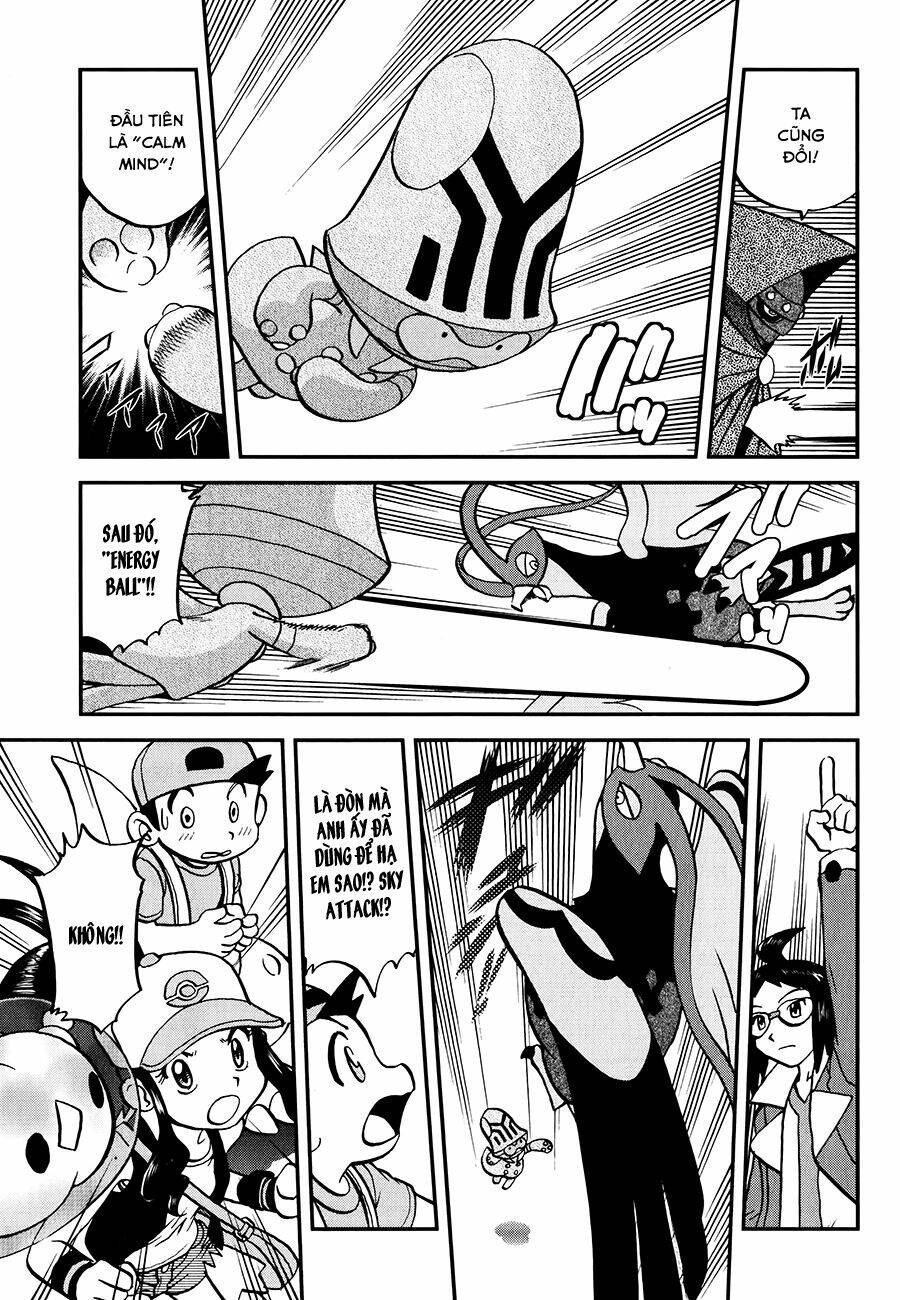 TA
CŨNG
ĐỔI!
ĐẦU TIÊN
LÀ "CALM
MIND"!
SAU ĐÓ,
"ENERGY
BALL"!!
LÀ ĐÒN MÀ
ANH ẤY ĐÃ
DÙNG ĐỂ HẠ
EM SAO!? SKY
ATTACK!?
KHÔNG!!